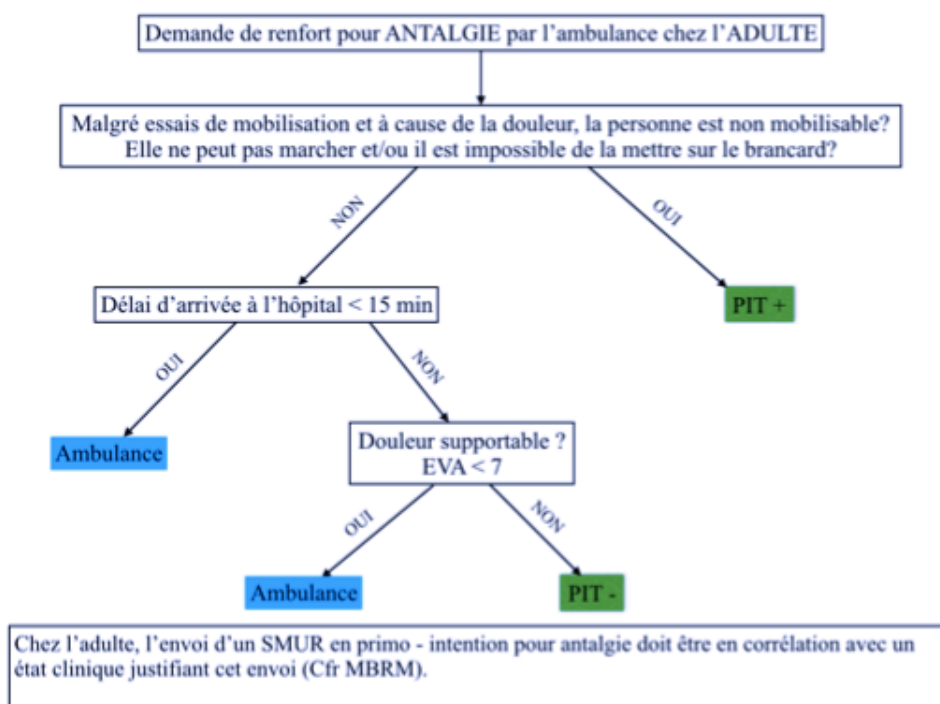 Demande de renfort pour ANTALGIE par l'ambulance chez l'ADULTE
Malgré essais de mobilisation et à cause de la douleur, la personne est non mobilisable?
Elle ne peut pas marcher et/ou il est impossible de la mettre sur le brancard?
NON
OUI
Délai d'arrivée à l'hôpital < 15 min
PIT +
OUI
NON
Ambulance
Douleur supportable ?
EVA < 7
OUI
NON
Ambulance
PIT -
Chez l'adulte, l'envoi d'un SMUR en primo - intention pour antalgie doit être en corrélation avec un
état clinique justifiant cet envoi (Cfr MBRM).